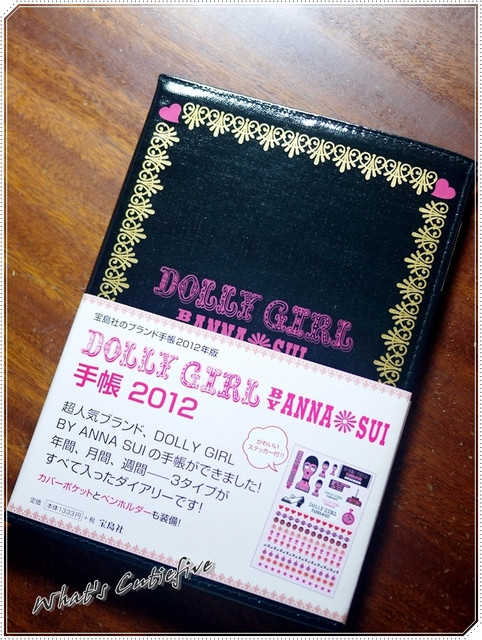 DOLLY GIRL
BY ANNA SUI
宝島社のブランド手帳2012年版
DOLLY GIRL BY ANNA SUI
手帳 2012
超人気ブランド、DOLLY GIRL
BY ANNA SUI の手帳ができました!
年間、月間、週間──3タイプが
すべて入ったダイアリーです!
カバーポケットとペンホルダーも装備!
定価 本体1333円 +税 宝島社
かわいい
ステッカー付!!
DOLLY GIRL
What's Cutiefive